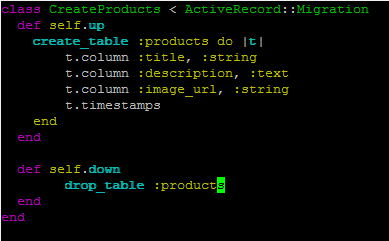 class CreateProducts < ActiveRecord::Migration
  def self.up
    create_table :products do |t|
        t.column :title, :string
        t.column :description, :text
        t.column :image_url, :string
        t.timestamps
    end
  end

  def self.down
        drop_table :products
  end
end